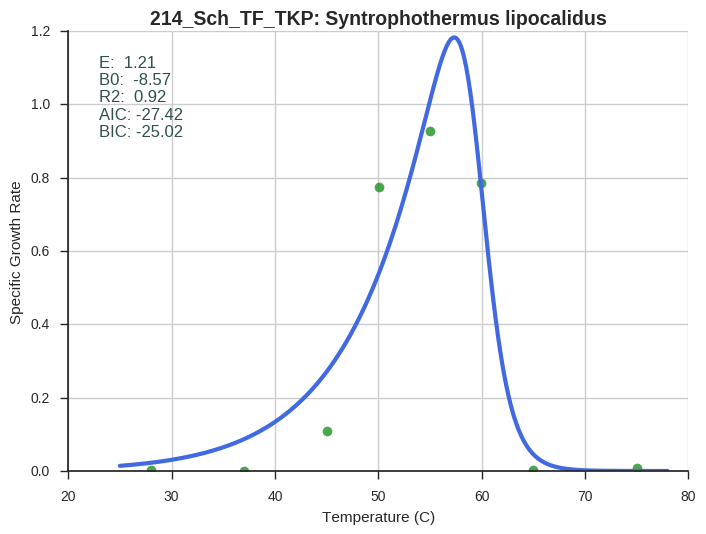 214_Sch_TF_TKP: Syntrophothermus lipocalidus
E:  1.21
B0:  -8.57
R2:  0.92
AIC: -27.42
BIC: -25.02
Specific Growth Rate
1.2
1.0
0.8
0.6
0.4
0.2
0.0
20 30 40 50 60 70 80
Temperature (C)